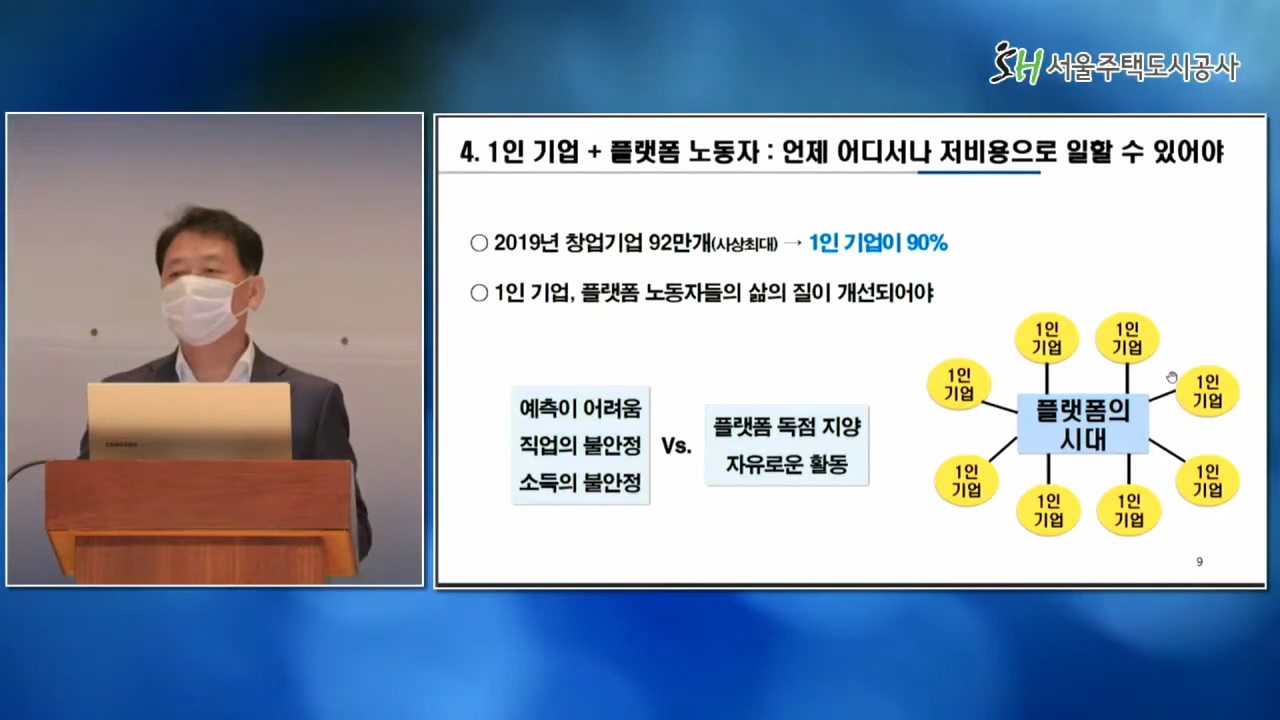 SH 서울주택도시공사
4. 1인 기업 + 플랫폼 노동자 : 언제 어디서나 저비용으로 일할 수 있어야
○ 2019년 창업기업 92만개(사상최대) → 1인 기업이 90%
○ 1인 기업, 플랫폼 노동자들의 삶의 질이 개선되어야
예측이 어려움
직업의 불안정
소득의 불안정
Vs.
플랫폼 독점 지양
자유로운 활동
1인
기업
1인
기업
1인
기업
1인
기업
플랫폼의
시대
1인
기업
1인
기업
1인
기업
1인
기업
9